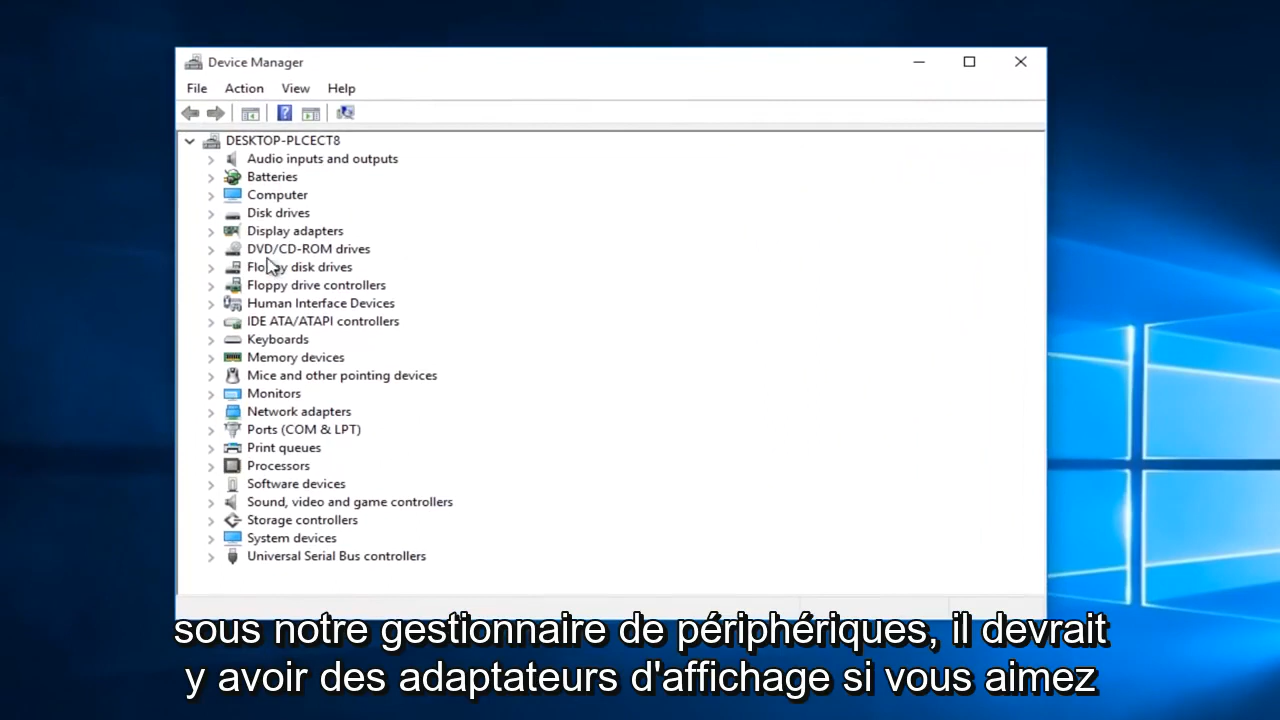 Device Manager
File Action View Help
DESKTOP-PLCECT8
Audio inputs and outputs
Batteries
Computer
Disk drives
Display adapters
DVD/CD-ROM drives
Floppy disk drives
Floppy drive controllers
Human Interface Devices
IDE ATA/ATAPI controllers
Keyboards
Memory devices
Mice and other pointing devices
Monitors
Network adapters
Ports (COM & LPT)
Print queues
Processors
Software devices
Sound, video and game controllers
Storage controllers
System devices
Universal Serial Bus controllers
sous notre gestionnaire de périphériques, il devrait
y avoir des adaptateurs d'affichage si vous aimez